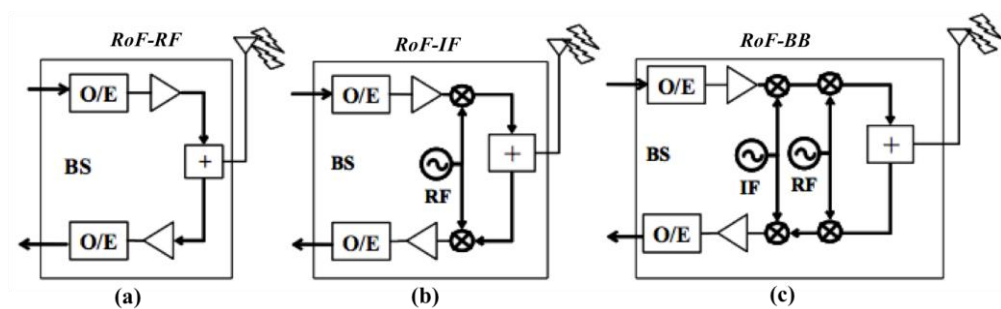 RoF-RF
O/E
BS
+
O/E
(a)
RoF-IF
O/E
BS
RF
+
O/E
(b)
RoF-BB
O/E
BS
IF
RF
+
O/E
(c)